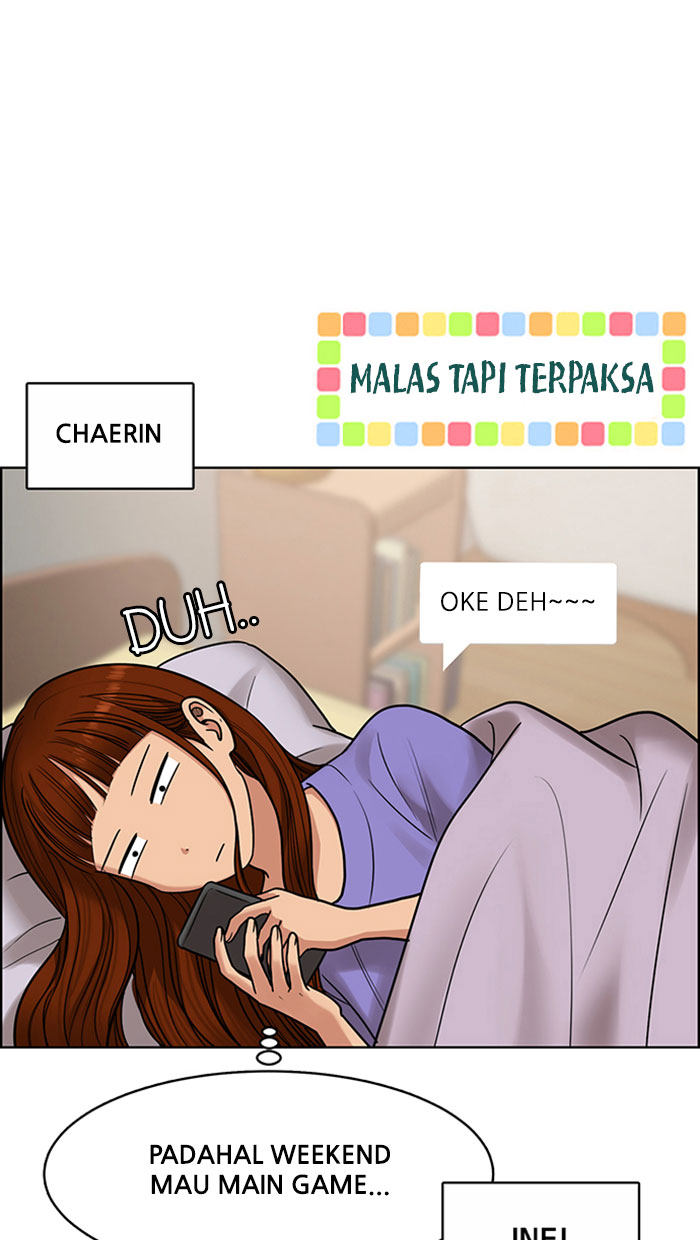 MALAS TAPI TERPAKSA
CHAERIN
DUH..
OKE DEH~~~
PADAHAL WEEKEND
MAU MAIN GAME...